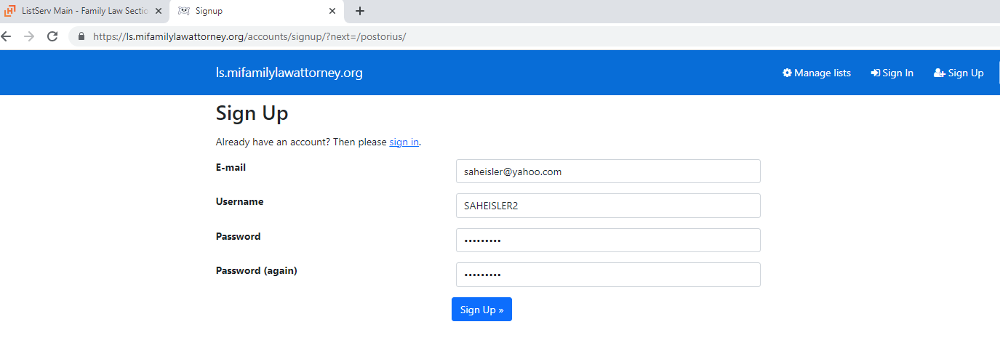 ListServ Main - Family Law Sectio
Signup
https://ls.mifamilylawattorney.org/accounts/signup/?next=/postorius/
ls.mifamilylawattorney.org
Manage lists
Sign In
Sign Up
Sign Up
Already have an account? Then please sign in.
E-mail
saheisler@yahoo.com
Username
SAHEISLER2
Password
•••••••••
Password (again)
•••••••••
Sign Up »